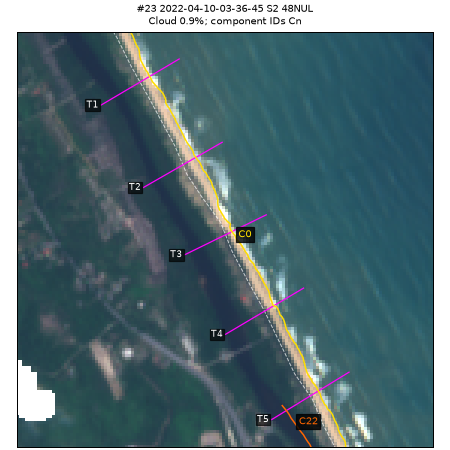 #23 2022-04-10-03-36-45 S2 48NUL
Cloud 0.9%; component IDs Cn
T1
T2
C0
T3
T4
T5
C22